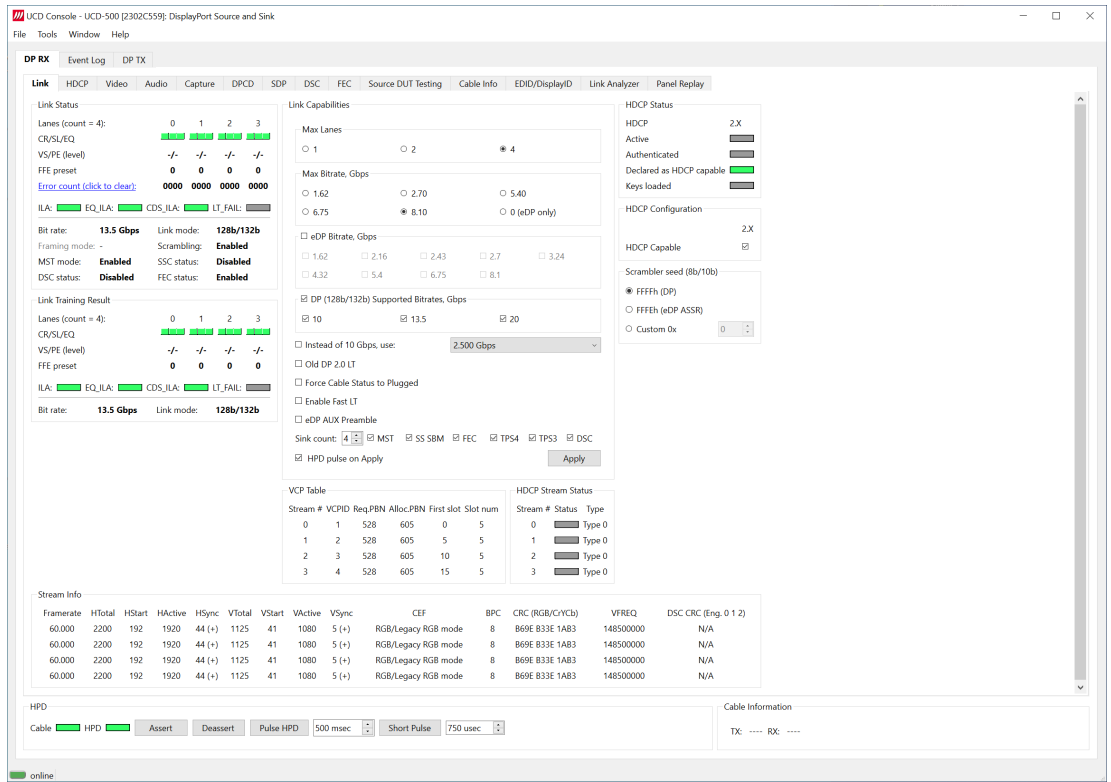 UCD Console - UCD-500 [2302C559]: DisplayPort Source and Sink
File Tools Window Help
DP RX Event Log DP TX
Link HDCP Video Audio Capture DPCD SDP DSC FEC Source DUT Testing Cable Info EDID/DisplayID Link Analyzer Panel Replay
Link Status
Lanes (count = 4): 0 1 2 3
CR/SL/EQ
VS/PE (level) -/- -/- -/- -/-
FFE preset 0 0 0 0
Error count (click to clear): 0000 0000 0000 0000
ILA: EQ_ILA: CDS_ILA: LT_FAIL:
Bit rate: 13.5 Gbps Link mode: 128b/132b
Framing mode: - Scrambling: Enabled
MST mode: Enabled SSC status: Disabled
DSC status: Disabled FEC status: Enabled
Link Training Result
Lanes (count = 4): 0 1 2 3
CR/SL/EQ
VS/PE (level) -/- -/- -/- -/-
FFE preset 0 0 0 0
ILA: EQ_ILA: CDS_ILA: LT_FAIL:
Bit rate: 13.5 Gbps Link mode: 128b/132b
Link Capabilities
Max Lanes
1 2 4
Max Bitrate, Gbps
1.62 2.70 5.40
6.75 8.10 0 (eDP only)
eDP Bitrate, Gbps
1.62 2.16 2.43 2.7 3.24
4.32 5.4 6.75 8.1
DP (128b/132b) Supported Bitrates, Gbps
10 13.5 20
Instead of 10 Gbps, use: 2.500 Gbps
Old DP 2.0 LT
Force Cable Status to Plugged
Enable Fast LT
eDP AUX Preamble
Sink count: 4 MST SS SBM FEC TPS4 TPS3 DSC
HPD pulse on Apply Apply
HDCP Status
HDCP 2.X
Active
Authenticated
Declared as HDCP capable
Keys loaded
HDCP Configuration
2.X
HDCP Capable
Scrambler seed (8b/10b)
FFFFh (DP)
FFFEh (eDP ASSR)
Custom 0x 0
VCP Table
Stream # VCPID Req.PBN Alloc.PBN First slot Slot num
0 1 528 605 0 5
1 2 528 605 5 5
2 3 528 605 10 5
3 4 528 605 15 5
HDCP Stream Status
Stream # Status Type
0 Type 0
1 Type 0
2 Type 0
3 Type 0
Stream Info
Framerate HTotal HStart HActive HSync VTotal VStart VActive VSync CEF BPC CRC (RGB/CrYCb) VFREQ DSC CRC (Eng. 0 1 2)
60.000 2200 192 1920 44 (+) 1125 41 1080 5 (+) RGB/Legacy RGB mode 8 B69E B33E 1AB3 148500000 N/A
60.000 2200 192 1920 44 (+) 1125 41 1080 5 (+) RGB/Legacy RGB mode 8 B69E B33E 1AB3 148500000 N/A
60.000 2200 192 1920 44 (+) 1125 41 1080 5 (+) RGB/Legacy RGB mode 8 B69E B33E 1AB3 148500000 N/A
60.000 2200 192 1920 44 (+) 1125 41 1080 5 (+) RGB/Legacy RGB mode 8 B69E B33E 1AB3 148500000 N/A
HPD
Cable HPD Assert Deassert Pulse HPD 500 msec Short Pulse 750 usec
Cable Information
TX: ---- RX: ----
online